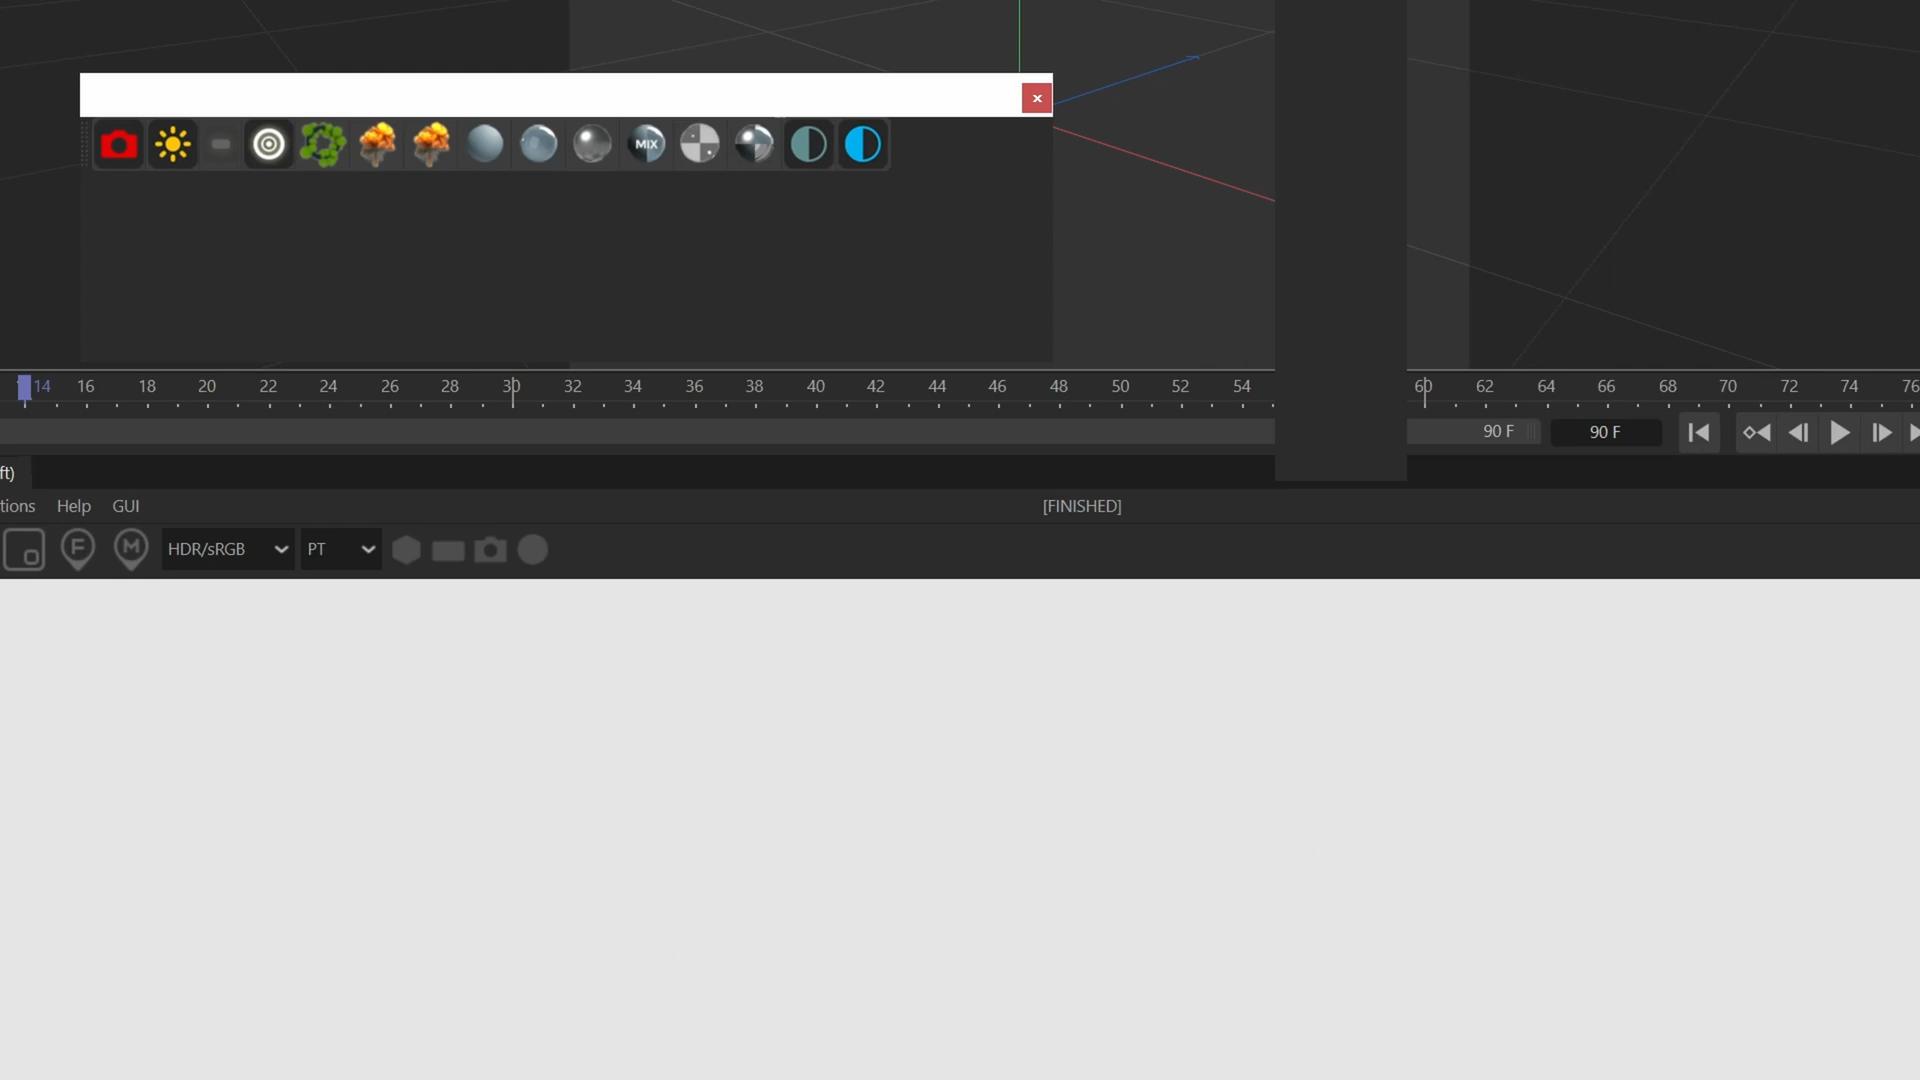 x
MIX
14 16 18 20 22 24 26 28 30 32 34 36 38 40 42 44 46 48 50 52 54 60 62 64 66 68 70 72 74 76
90 F 90 F
ft)
tions Help GUI [FINISHED]
F M HDR/sRGB PT